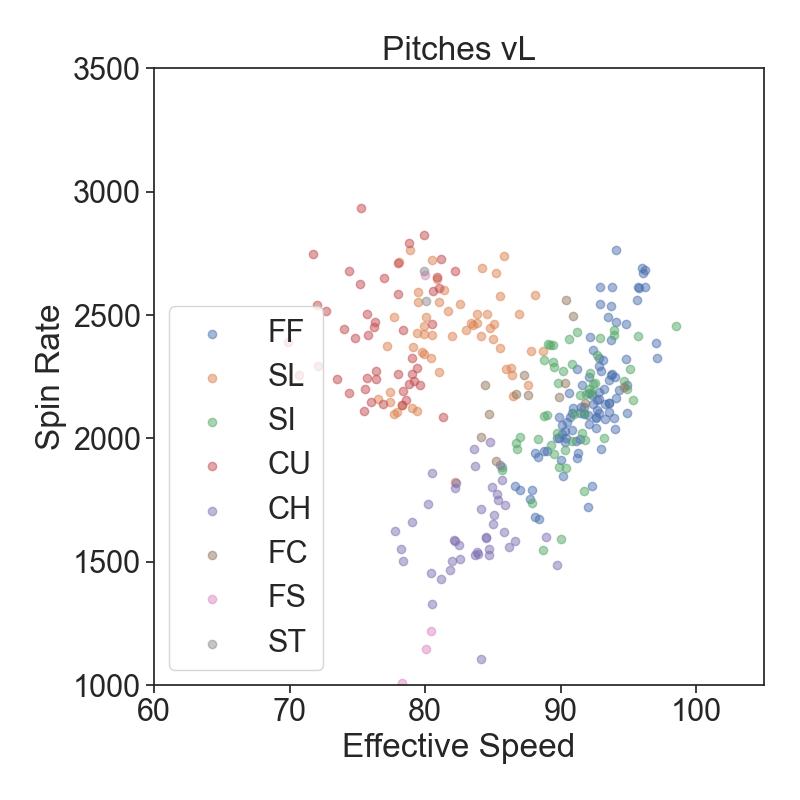 Pitches vL
3500
3000
2500
2000
1500
1000
Spin Rate
FF
SL
SI
CU
CH
FC
FS
ST
60 70 80 90 100
Effective Speed